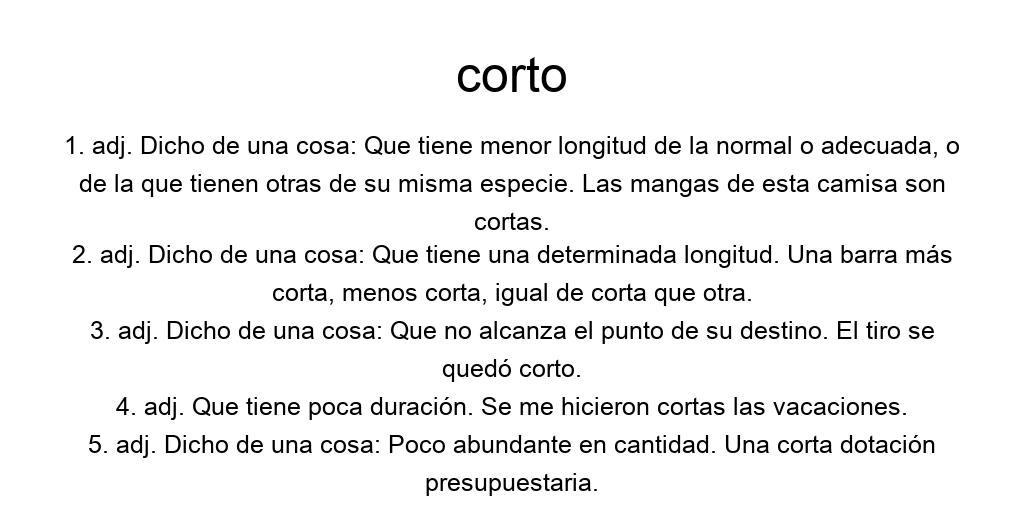 corto
1. adj. Dicho de una cosa: Que tiene menor longitud de la normal o adecuada, o
de la que tienen otras de su misma especie. Las mangas de esta camisa son
cortas.
2. adj. Dicho de una cosa: Que tiene una determinada longitud. Una barra más
corta, menos corta, igual de corta que otra.
3. adj. Dicho de una cosa: Que no alcanza el punto de su destino. El tiro se
quedó corto.
4. adj. Que tiene poca duración. Se me hicieron cortas las vacaciones.
5. adj. Dicho de una cosa: Poco abundante en cantidad. Una corta dotación
presupuestaria.